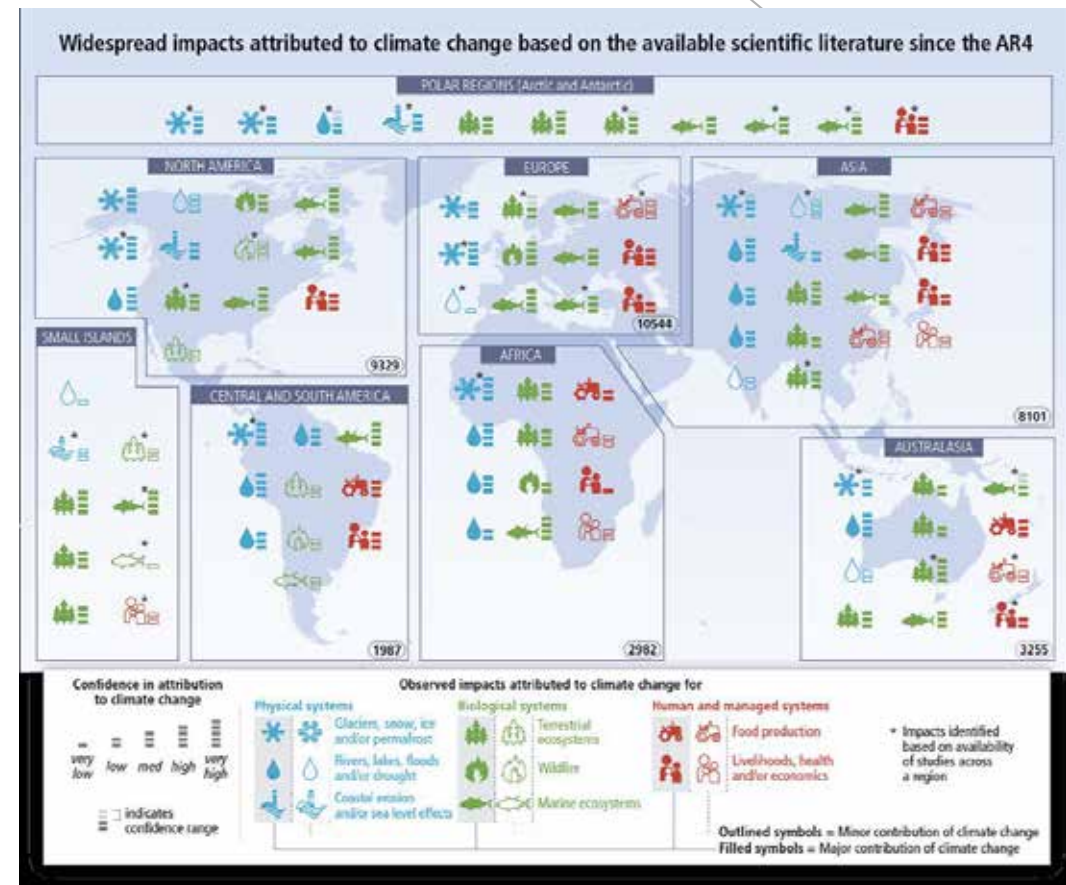 Widespread impacts attributed to climate change based on the available scientific literature since the AR4
POLAR REGIONS (Arctic and Antarctic)
NORTH AMERICA
EUROPE
ASIA
10544
SMALL ISLANDS
9329
AFRICA
CENTRAL AND SOUTH AMERICA
8101
AUSTRALASIA
1987
2982
3255
Confidence in attribution
to climate change
very low
low
med
high
very high
indicates
confidence range
Observed impacts attributed to climate change for
Physical systems
Glaciers, snow, ice
and/or permafrost
Rivers, lakes, floods
and/or drought
Coastal erosion
and/or sea level effects
Biological systems
Terrestrial
ecosystems
Wildfire
Marine ecosystems
Human and managed systems
Food production
Livelihoods, health
and/or economics
* Impacts identified
based on availability
of studies across
a region
Outlined symbols = Minor contribution of climate change
Filled symbols = Major contribution of climate change